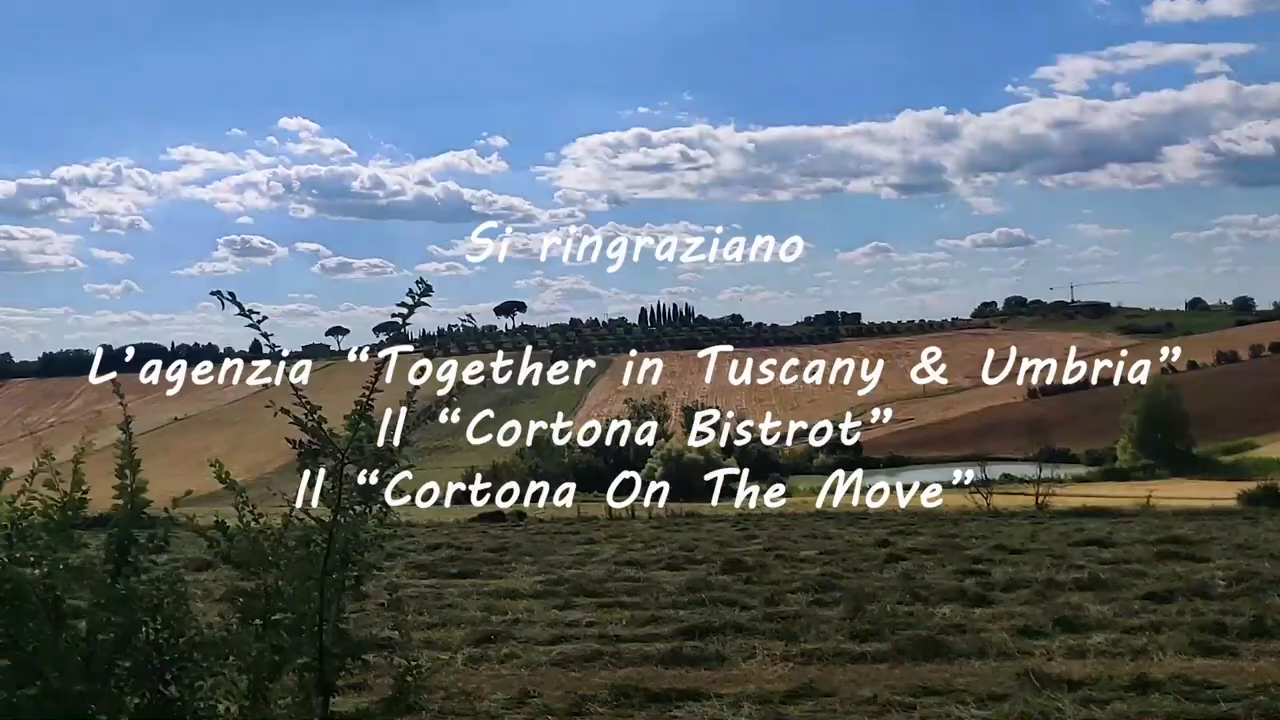 Si ringraziano
L'agenzia “Together in Tuscany & Umbria”
Il “Cortona Bistrot”
Il “Cortona On The Move”